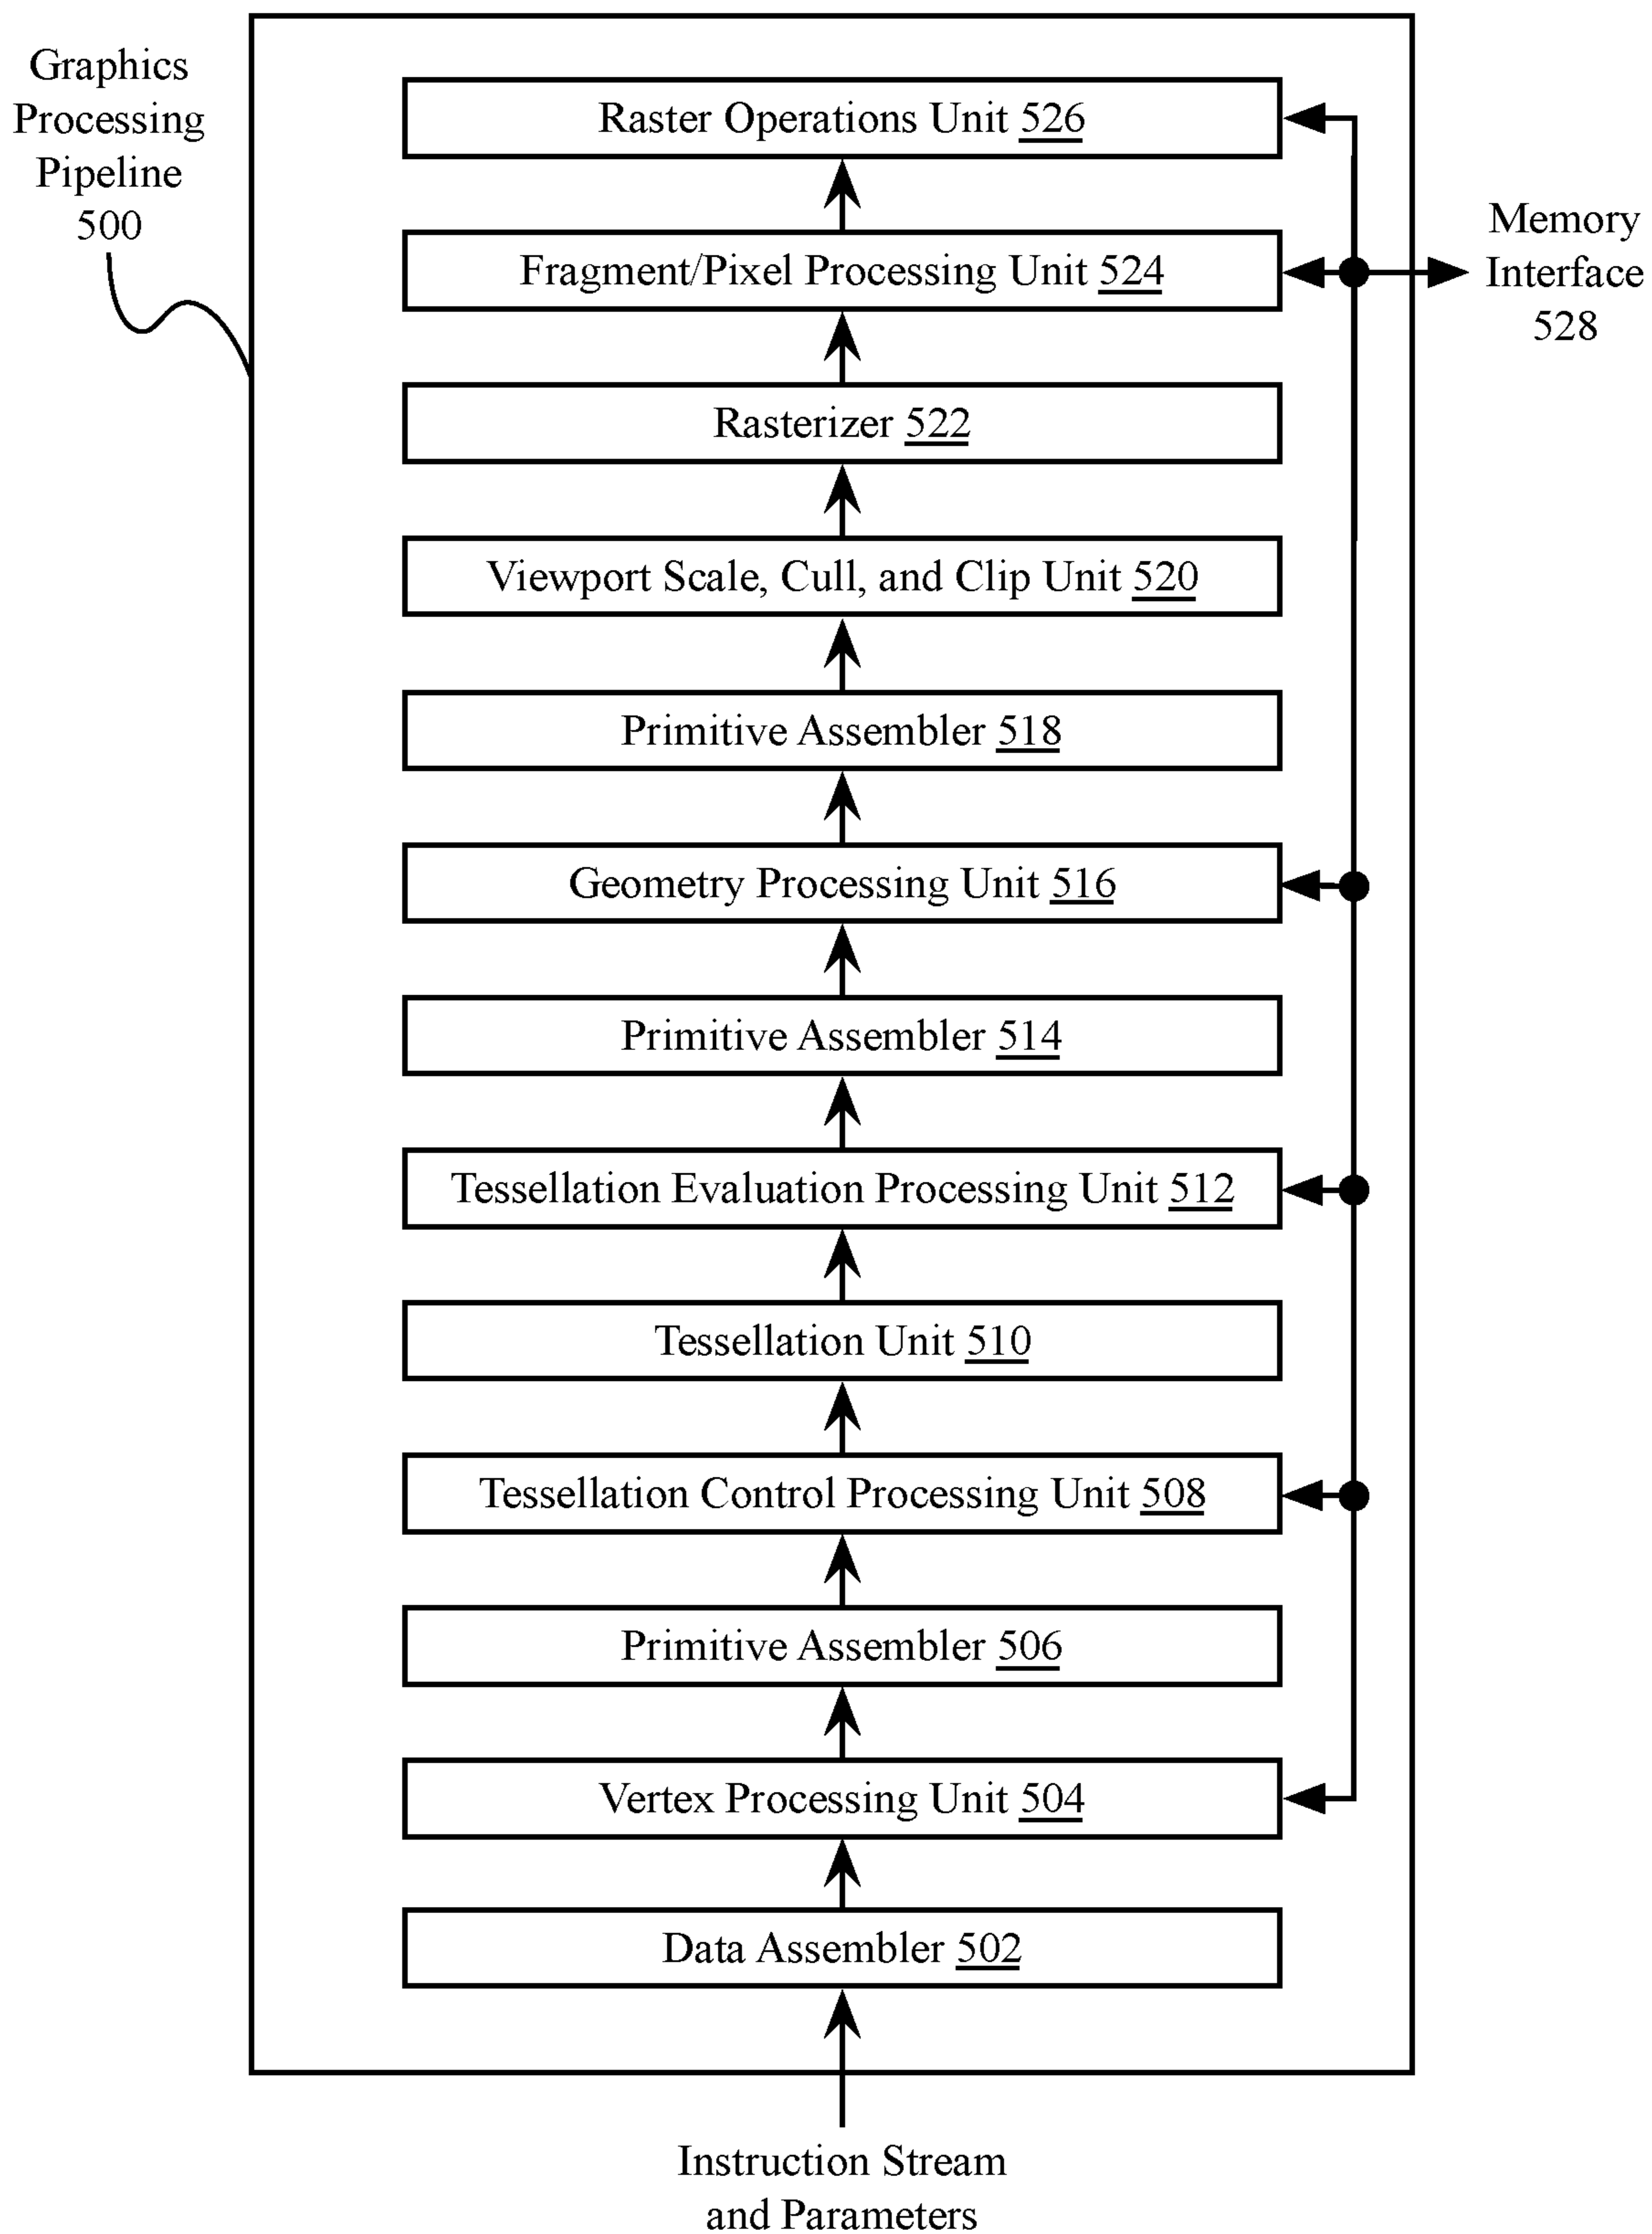 Graphics
Processing
Pipeline
500
Raster Operations Unit 526
Fragment/Pixel Processing Unit 524
Memory
Interface
528
Rasterizer 522
Viewport Scale, Cull, and Clip Unit 520
Primitive Assembler 518
Geometry Processing Unit 516
Primitive Assembler 514
Tessellation Evaluation Processing Unit 512
Tessellation Unit 510
Tessellation Control Processing Unit 508
Primitive Assembler 506
Vertex Processing Unit 504
Data Assembler 502
Instruction Stream
and Parameters